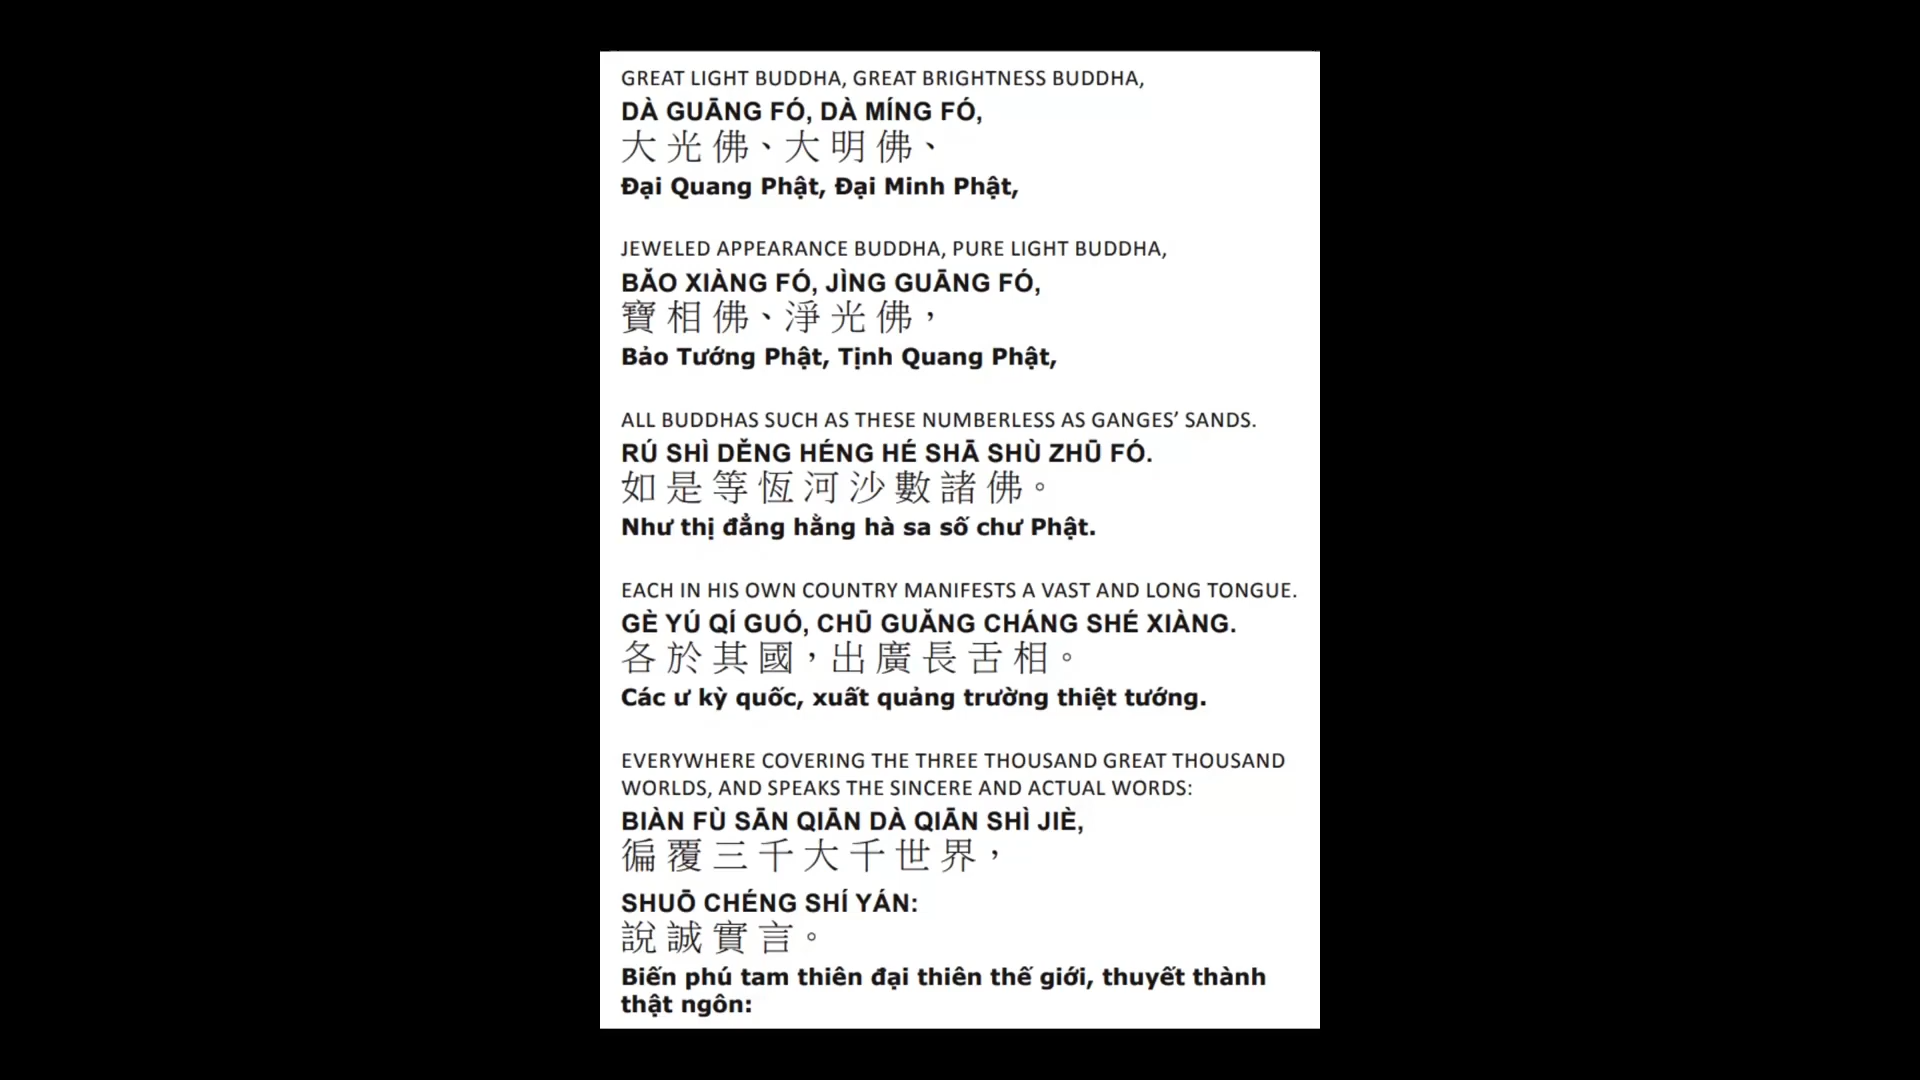 GREAT LIGHT BUDDHA, GREAT BRIGHTNESS BUDDHA,
DÀ GUĀNG FÓ, DÀ MÍNG FÓ,
大光佛、大明佛、
Đại Quang Phật, Đại Minh Phật,
JEWELED APPEARANCE BUDDHA, PURE LIGHT BUDDHA,
BǍO XIÀNG FÓ, JÌNG GUĀNG FÓ,
寶相佛、淨光佛，
Bảo Tướng Phật, Tịnh Quang Phật,
ALL BUDDHAS SUCH AS THESE NUMBERLESS AS GANGES’ SANDS.
RÚ SHÌ DĚNG HÉNG HÉ SHĀ SHÙ ZHŪ FÓ.
如是等恆河沙數諸佛。
Như thị đẳng hằng hà sa số chư Phật.
EACH IN HIS OWN COUNTRY MANIFESTS A VAST AND LONG TONGUE.
GÈ YÚ QÍ GUÓ, CHŪ GUǍNG CHÁNG SHÉ XIÀNG.
各於其國，出廣長舌相。
Các ư kỳ quốc, xuất quảng trường thiệt tướng.
EVERYWHERE COVERING THE THREE THOUSAND GREAT THOUSAND
WORLDS, AND SPEAKS THE SINCERE AND ACTUAL WORDS:
BIÀN FÙ SĀN QIĀN DÀ QIĀN SHÌ JIÈ,
徧覆三千大千世界，
SHUŌ CHÉNG SHÍ YÁN:
說誠實言。
Biến phú tam thiên đại thiên thế giới, thuyết thành
thật ngôn: